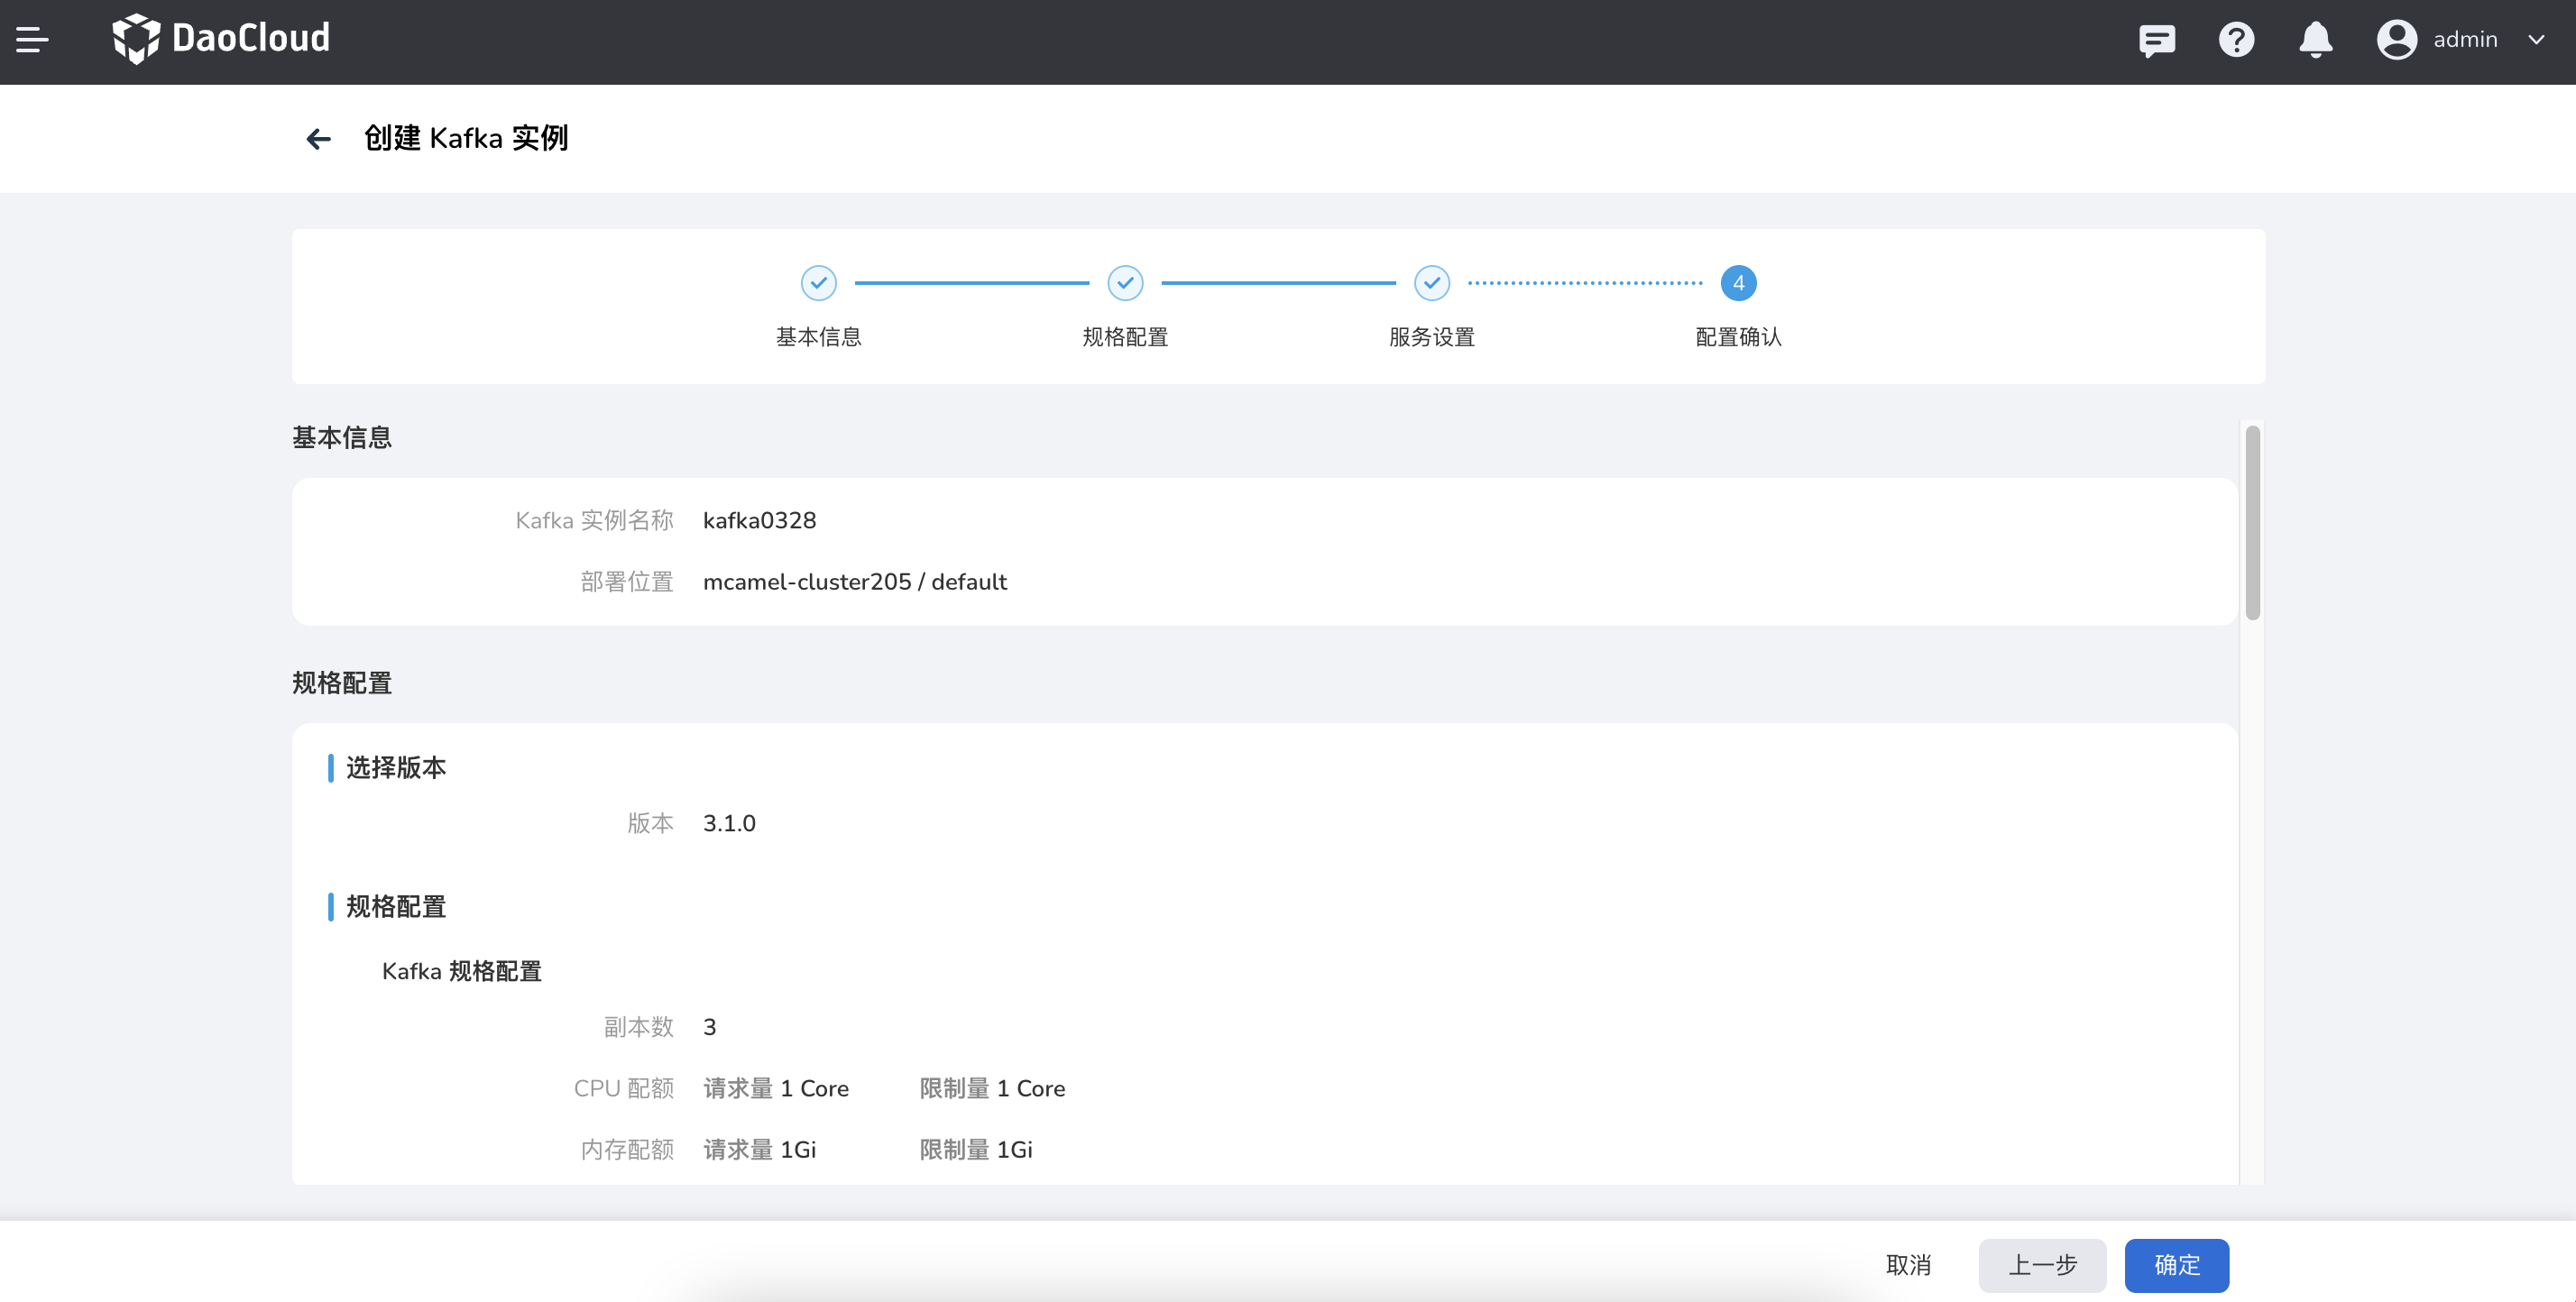 DaoCloud
admin
创建 Kafka 实例
4
基本信息
规格配置
服务设置
配置确认
基本信息
Kafka 实例名称 kafka0328
部署位置 mcamel-cluster205 / default
规格配置
选择版本
版本 3.1.0
规格配置
Kafka 规格配置
副本数 3
CPU 配额 请求量 1 Core 限制量 1 Core
内存配额 请求量 1Gi 限制量 1Gi
取消 上一步 确定